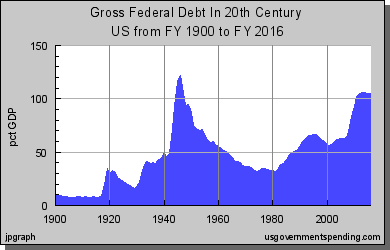 Gross Federal Debt In 20th Century
US from FY 1900 to FY 2016
pct GDP
150
100
50
0
1900 1920 1940 1960 1980 2000
jpgraph usgovernmentspending.com